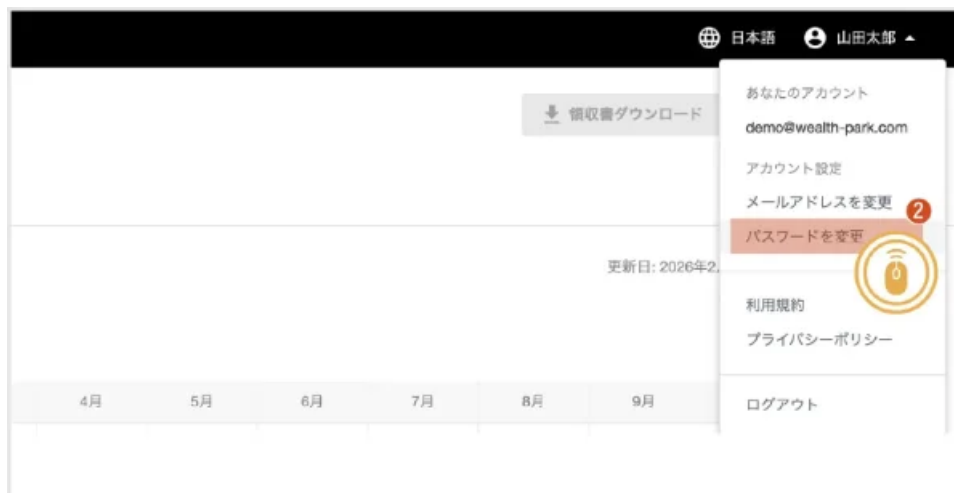 日本語 山田太郎
あなたのアカウント
領収書ダウンロード
demo@wealth-park.com
アカウント設定
メールアドレスを変更
2
パスワードを変更
更新日: 2026年2
利用規約
プライバシーポリシー
4月 5月 6月 7月 8月 9月
ログアウト